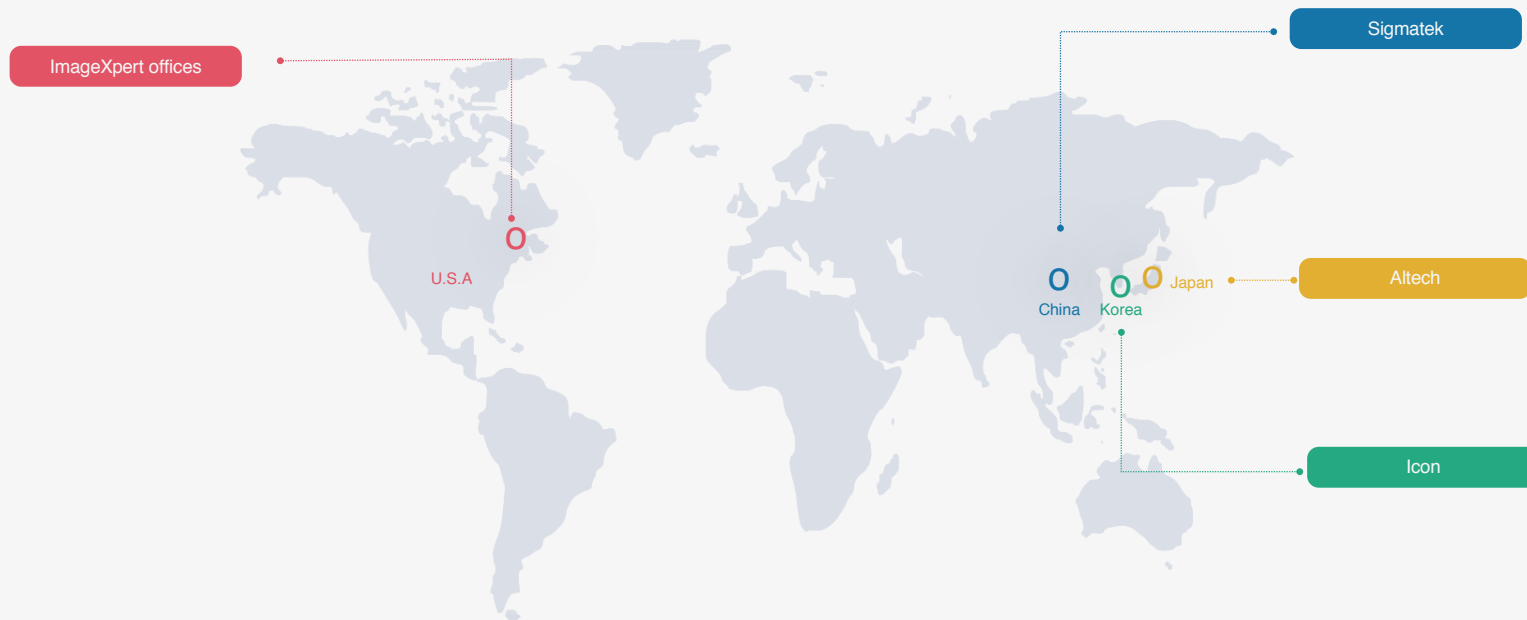 Sigmatek
ImageXpert offices
U.S.A
Japan
Altech
China
Korea
Icon